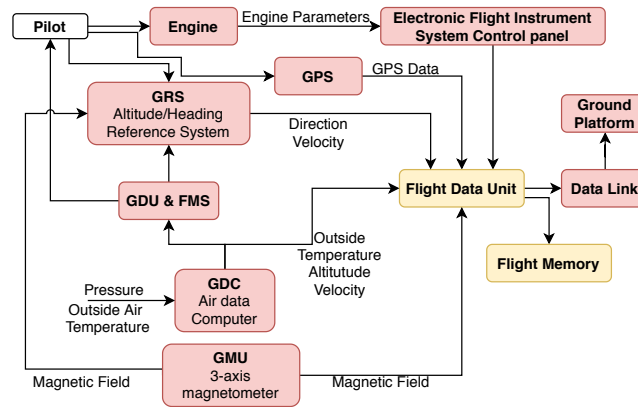 Pilot
Engine
Engine Parameters
Electronic Flight Instrument
System Control panel
GPS
GPS Data
GRS
Altitude/Heading
Reference System
Direction
Velocity
Ground
Platform
GDU & FMS
Flight Data Unit
Data Link
Outside
Temperature
Altitutude
Velocity
Flight Memory
Pressure
Outside Air
Temperature
GDC
Air data
Computer
GMU
3-axis
magnetometer
Magnetic Field
Magnetic Field